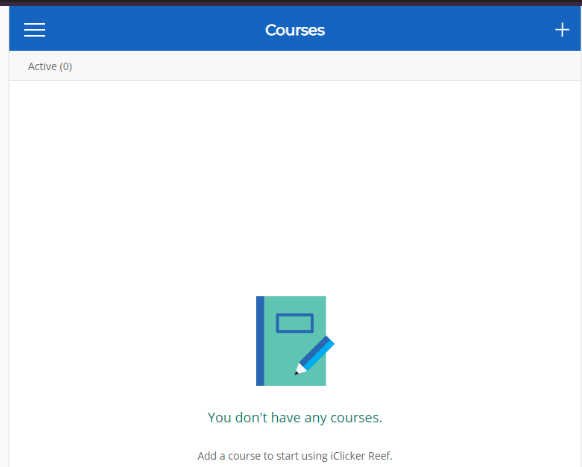 Courses
Active (0)
You don't have any courses.
Add a course to start using iClicker Reef.